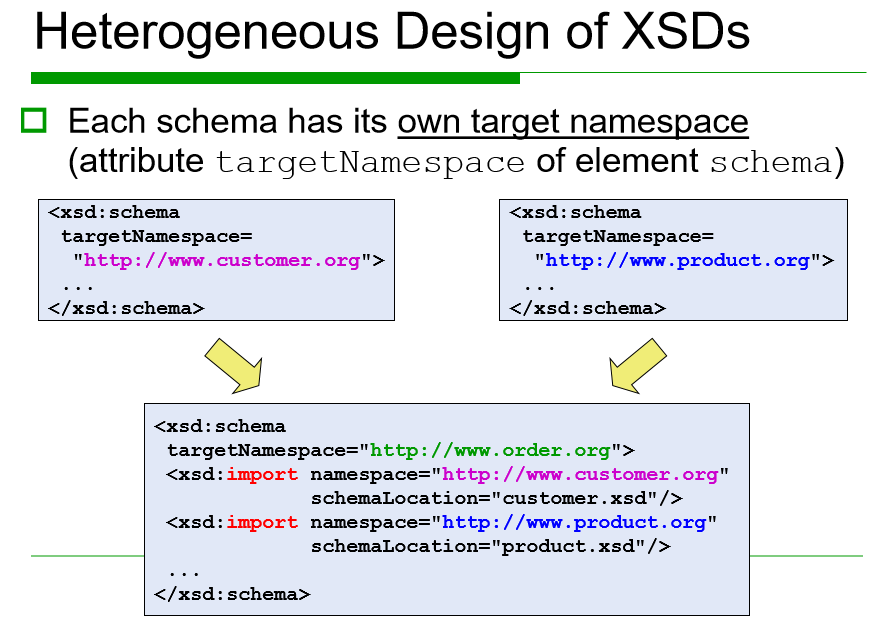 Heterogeneous Design of XSDs
Each schema has its own target namespace
(attribute targetNamespace of element schema)
<xsd:schema
targetNamespace=
"http://www.customer.org">
...
</xsd:schema>
<xsd:schema
targetNamespace=
"http://www.product.org">
...
</xsd:schema>
<xsd:schema
targetNamespace="http://www.order.org">
<xsd:import namespace="http://www.customer.org"
schemaLocation="customer.xsd"/>
<xsd:import namespace="http://www.product.org"
schemaLocation="product.xsd"/>
...
</xsd:schema>